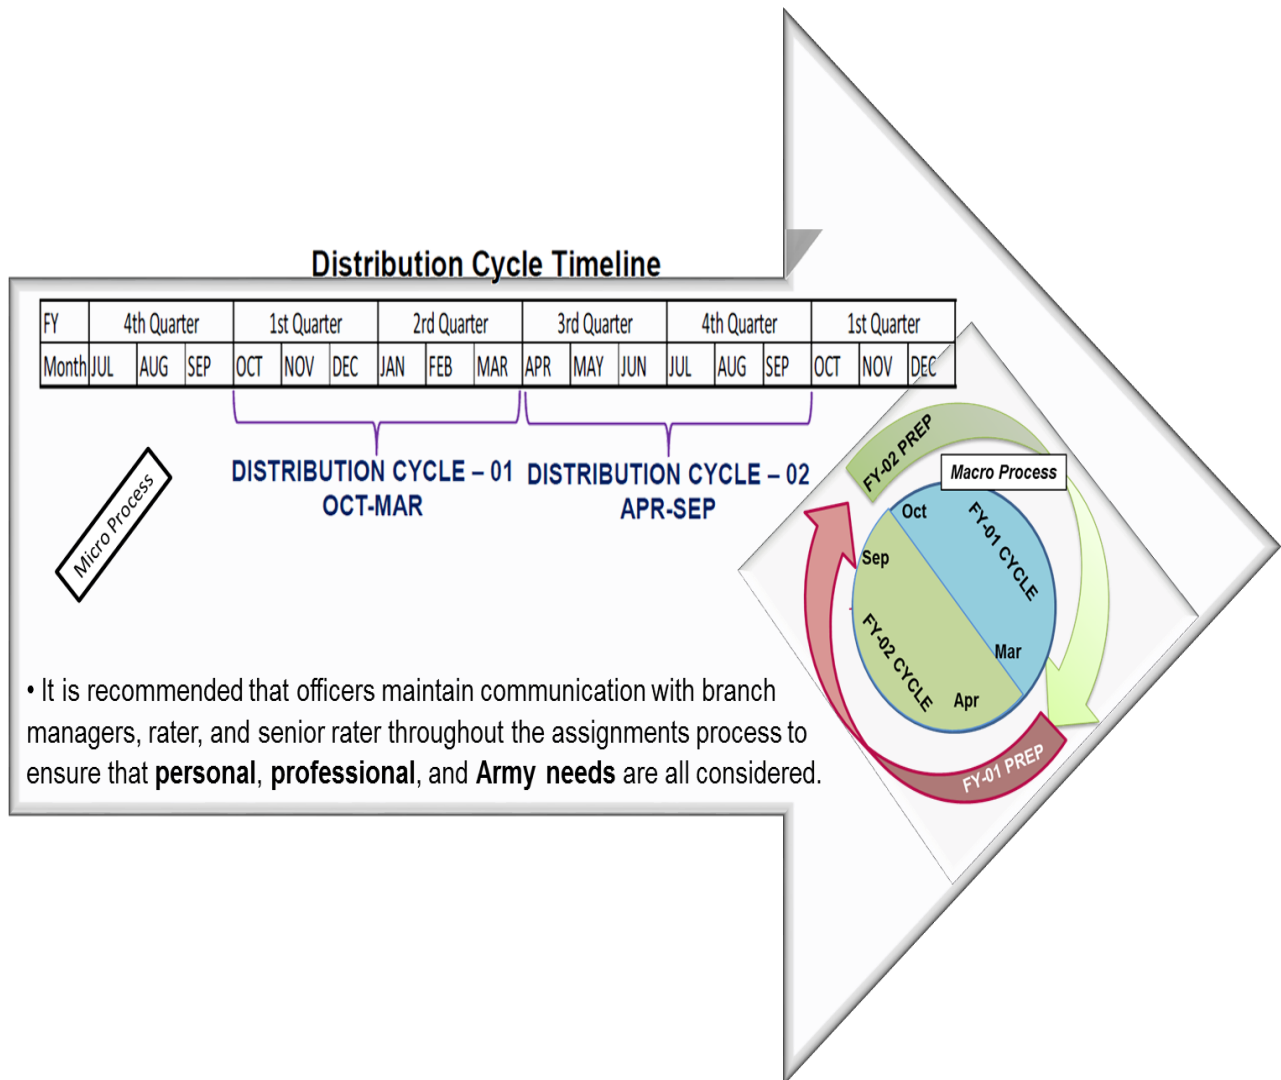 Distribution Cycle Timeline
FY 4th Quarter 1st Quarter 2rd Quarter 3rd Quarter 4th Quarter 1st Quarter
Month JUL AUG SEP OCT NOV DEC JAN FEB MAR APR MAY JUN JUL AUG SEP OCT NOV DEC
DISTRIBUTION CYCLE – 01
OCT-MAR
DISTRIBUTION CYCLE – 02
APR-SEP
Micro Process
FY-02 PREP
Macro Process
Oct
FY-01 CYCLE
Sep
FY-02 CYCLE
Mar
Apr
FY-01 PREP
• It is recommended that officers maintain communication with branch
managers, rater, and senior rater throughout the assignments process to
ensure that personal, professional, and Army needs are all considered.